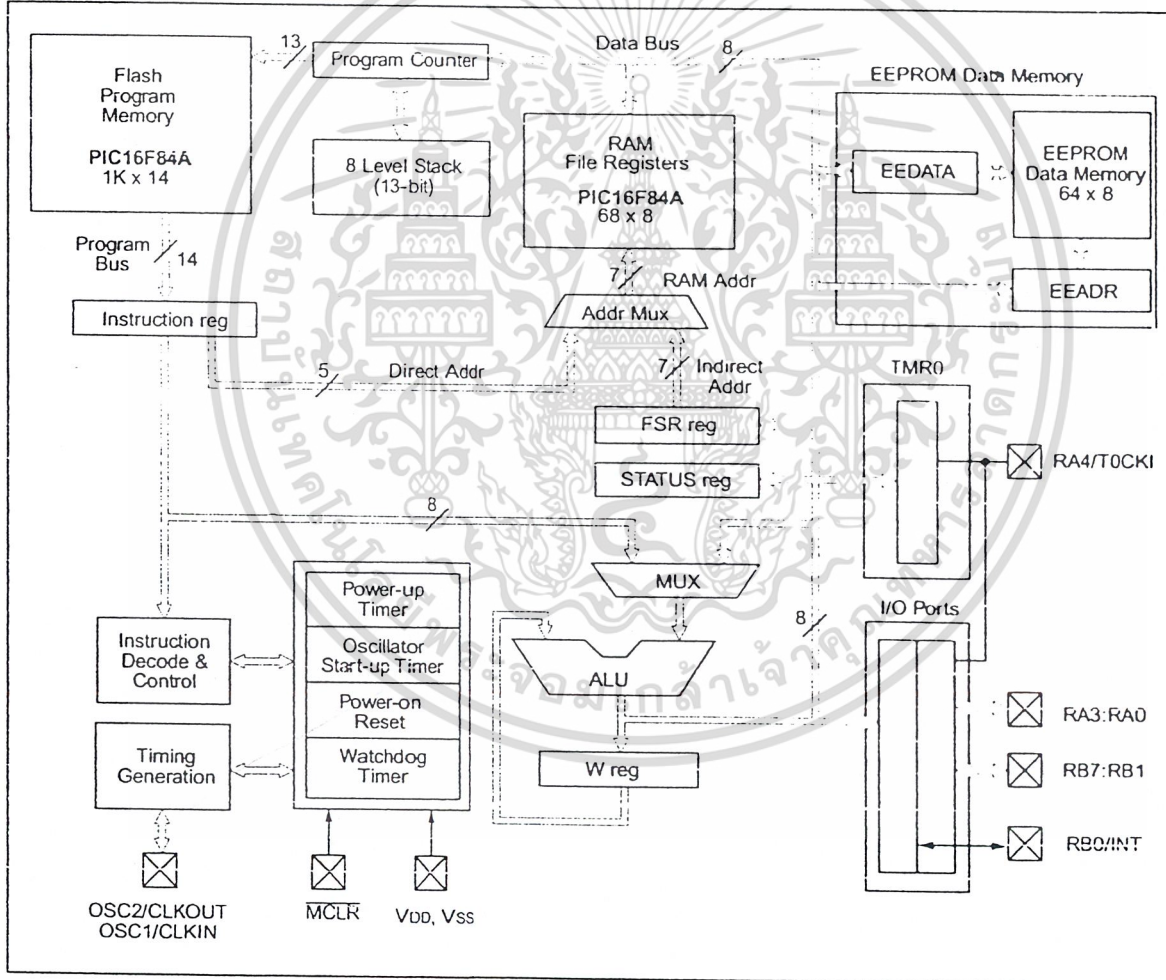 13
Program Counter
Data Bus
8
EEPROM Data Memory
Flash
Program
Memory
PIC16F84A
1K x 14
8 Level Stack
(13-bit)
RAM
File Registers
PIC16F84A
68 x 8
EEDATA
EEPROM
Data Memory
64 x 8
EEADR
Program
Bus
14
7
RAM Addr
Instruction reg
Addr Mux
5
Direct Addr
7
Indirect
Addr
TMR0
FSR reg
STATUS reg
RA4/T0CKI
8
MUX
I/O Ports
8
Power-up
Timer
Instruction
Decode &
Control
Oscillator
Start-up Timer
ALU
Power-on
Reset
RA3:RA0
Timing
Generation
Watchdog
Timer
W reg
RB7:RB1
RB0/INT
OSC2/CLKOUT
OSC1/CLKIN
MCLR
VDD, VSS